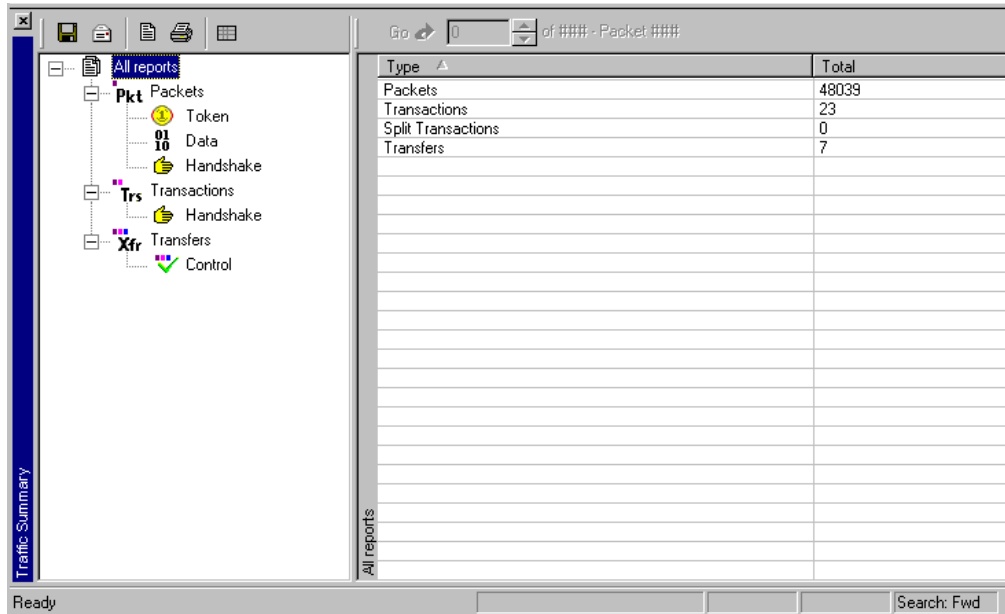 Go 0 of ### - Packet ###
All reports
Pkt Packets
1 Token
01
10 Data
Handshake
Trs Transactions
Handshake
Xfr Transfers
Control
Type Total
Packets 48039
Transactions 23
Split Transactions 0
Transfers 7
Traffic Summary
All reports
Ready
Search: Fwd